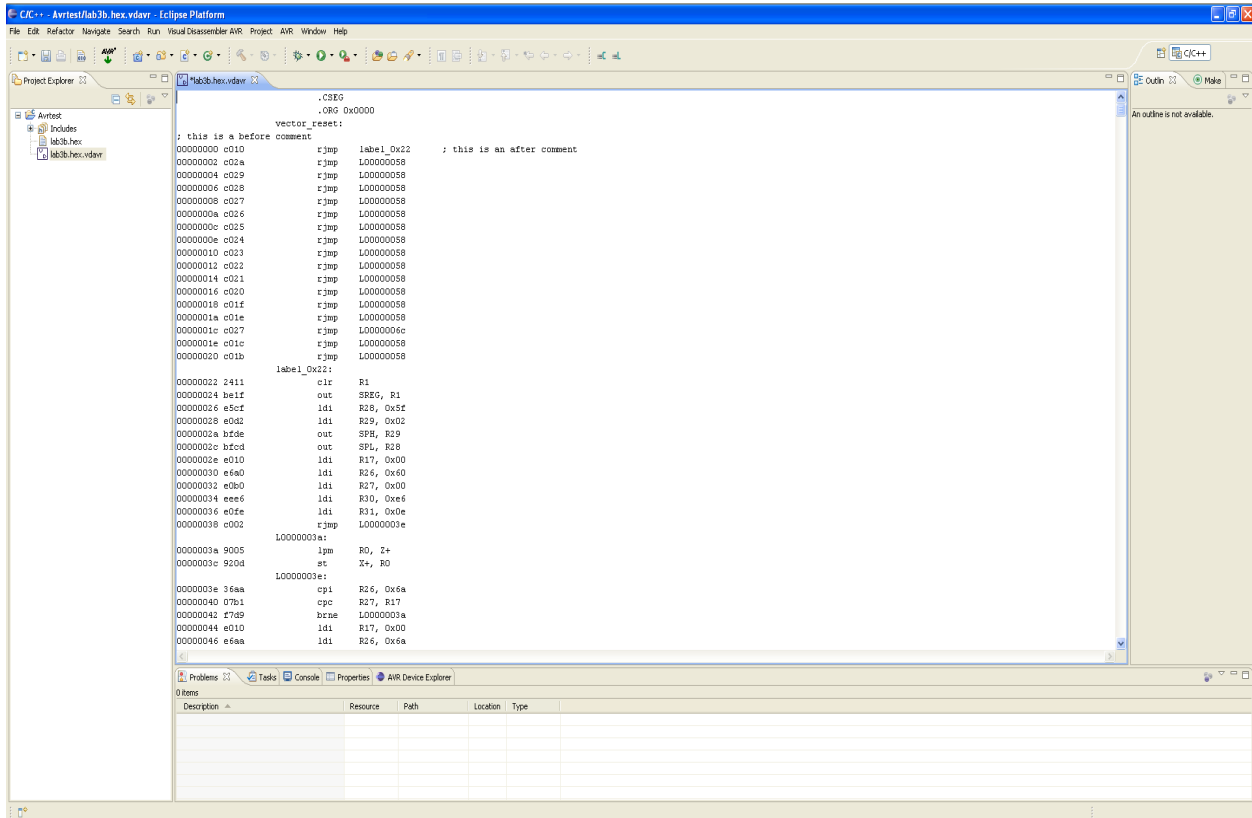 C/C++ - Avrtest/lab3b.hex.vdavr - Eclipse Platform
File Edit Refactor Navigate Search Run Visual Disassembler AVR Project AVR Window Help
AVR
C/C++
Project Explorer
*lab3b.hex.vdavr
Outlin
Make
Avrtest
Includes
lab3b.hex
lab3b.hex.vdavr
An outline is not available.
.CSEG
.ORG 0x0000
vector_reset:
; this is a before comment
00000000 c010 rjmp label_0x22 ; this is an after comment
00000002 c02a rjmp L00000058
00000004 c029 rjmp L00000058
00000006 c028 rjmp L00000058
00000008 c027 rjmp L00000058
0000000a c026 rjmp L00000058
0000000c c025 rjmp L00000058
0000000e c024 rjmp L00000058
00000010 c023 rjmp L00000058
00000012 c022 rjmp L00000058
00000014 c021 rjmp L00000058
00000016 c020 rjmp L00000058
00000018 c01f rjmp L00000058
0000001a c01e rjmp L00000058
0000001c c027 rjmp L0000006c
0000001e c01c rjmp L00000058
00000020 c01b rjmp L00000058
label_0x22:
00000022 2411 clr R1
00000024 be1f out SREG, R1
00000026 e5cf ldi R28, 0x5f
00000028 e0d2 ldi R29, 0x02
0000002a bfde out SPH, R29
0000002c bfcd out SPL, R28
0000002e e010 ldi R17, 0x00
00000030 e6a0 ldi R26, 0x60
00000032 e0b0 ldi R27, 0x00
00000034 eee6 ldi R30, 0xe6
00000036 e0fe ldi R31, 0x0e
00000038 c002 rjmp L0000003e
L0000003a:
0000003a 9005 lpm R0, Z+
0000003c 920d st X+, R0
L0000003e:
0000003e 36aa cpi R26, 0x6a
00000040 07b1 cpc R27, R17
00000042 f7d9 brne L0000003a
00000044 e010 ldi R17, 0x00
00000046 e6aa ldi R26, 0x6a
Problems Tasks Console Properties AVR Device Explorer
0 items
Description Resource Path Location Type